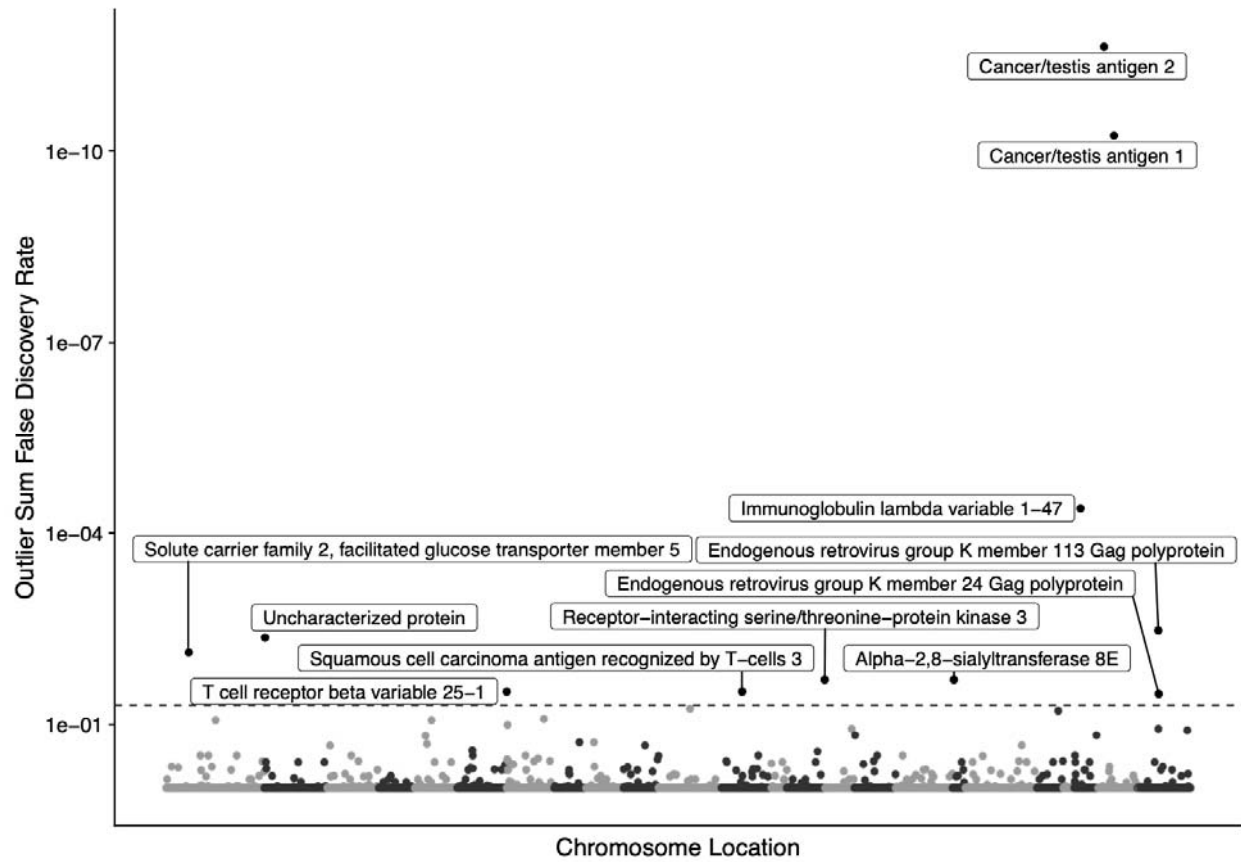 Cancer/testis antigen 2
1e−10
Cancer/testis antigen 1
Outlier Sum False Discovery Rate
1e−07
Immunoglobulin lambda variable 1−47
1e−04
Solute carrier family 2, facilitated glucose transporter member 5
Endogenous retrovirus group K member 113 Gag polyprotein
Endogenous retrovirus group K member 24 Gag polyprotein
Uncharacterized protein
Receptor−interacting serine/threonine−protein kinase 3
Squamous cell carcinoma antigen recognized by T−cells 3
Alpha−2,8−sialyltransferase 8E
T cell receptor beta variable 25−1
1e−01
Chromosome Location